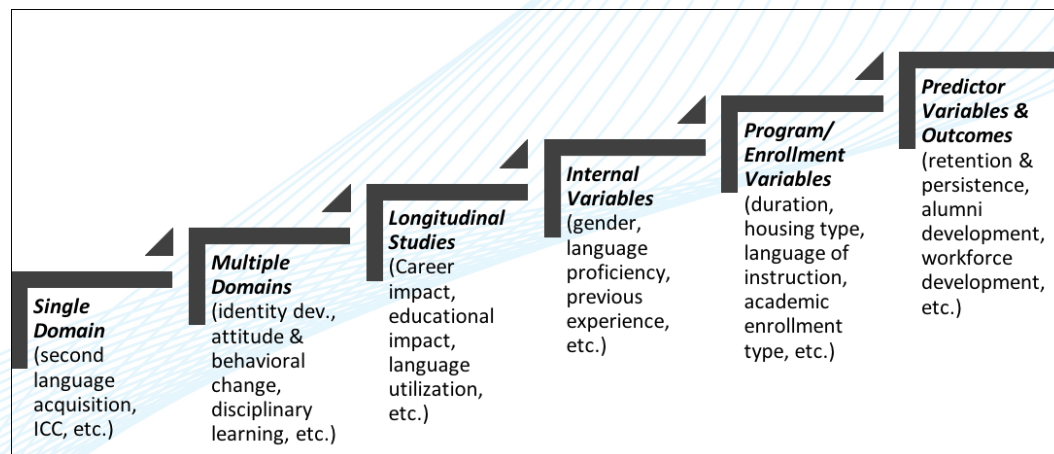 Single
Domain
(second
language
acquisition,
ICC, etc.)
Multiple
Domains
(identity dev.,
attitude &
behavioral
change,
disciplinary
learning, etc.)
Longitudinal
Studies
(Career
impact,
educational
impact,
language
utilization,
etc.)
Internal
Variables
(gender,
language
proficiency,
previous
experience,
etc.)
Program/
Enrollment
Variables
(duration,
housing type,
language of
instruction,
academic
enrollment
type, etc.)
Predictor
Variables &
Outcomes
(retention &
persistence,
alumni
development,
workforce
development,
etc.)